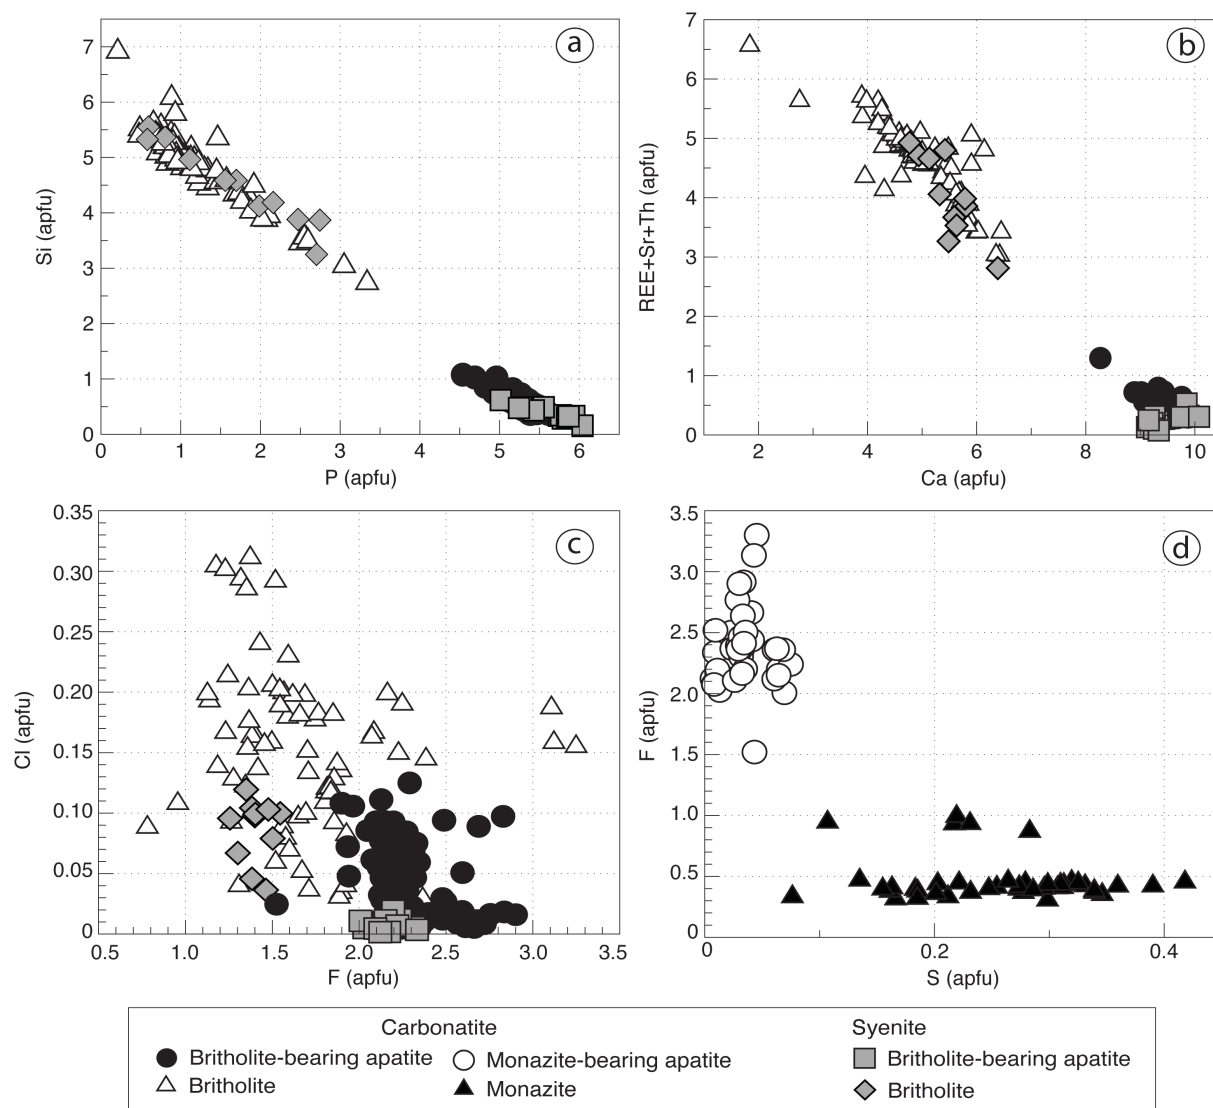 a
7
6
5
4
3
2
1
0
Si (apfu)
0 1 2 3 4 5 6
P (apfu)
b
7
6
5
4
3
2
1
0
REE+Sr+Th (apfu)
2 4 6 8 10
Ca (apfu)
c
0.35
0.30
0.25
0.20
0.15
0.10
0.05
0
Cl (apfu)
0.5 1.0 1.5 2.0 2.5 3.0 3.5
F (apfu)
d
3.5
3.0
2.5
2.0
1.5
1.0
0.5
0
F (apfu)
0 0.2 0.4
S (apfu)
Carbonatite Syenite
Britholite-bearing apatite Monazite-bearing apatite Britholite-bearing apatite
Britholite Monazite Britholite